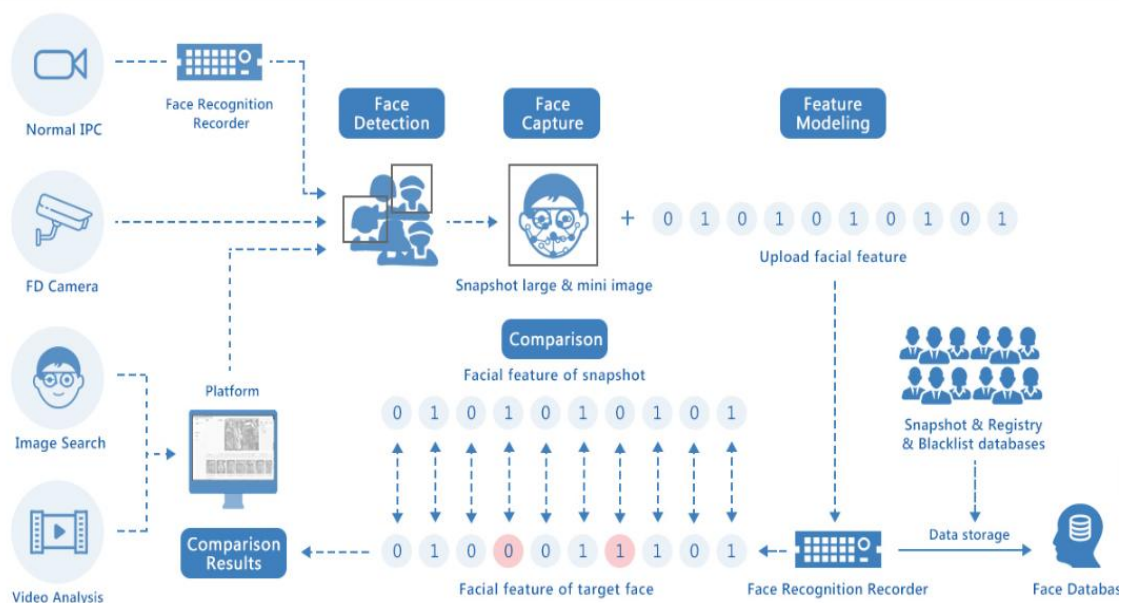 Normal IPC
Face Recognition
Recorder
Face
Detection
Face
Capture
Feature
Modeling
FD Camera
Snapshot large & mini image
+
0 1 0 1 0 1 0 1 0 1
Upload facial feature
Image Search
Platform
Comparison
Facial feature of snapshot
0 1 0 1 0 1 0 1 0 1
Snapshot & Registry
& Blacklist databases
Video Analysis
Comparison
Results
0 1 0 0 0 1 1 1 0 1
Facial feature of target face
Face Recognition Recorder
Data storage
Face Databas